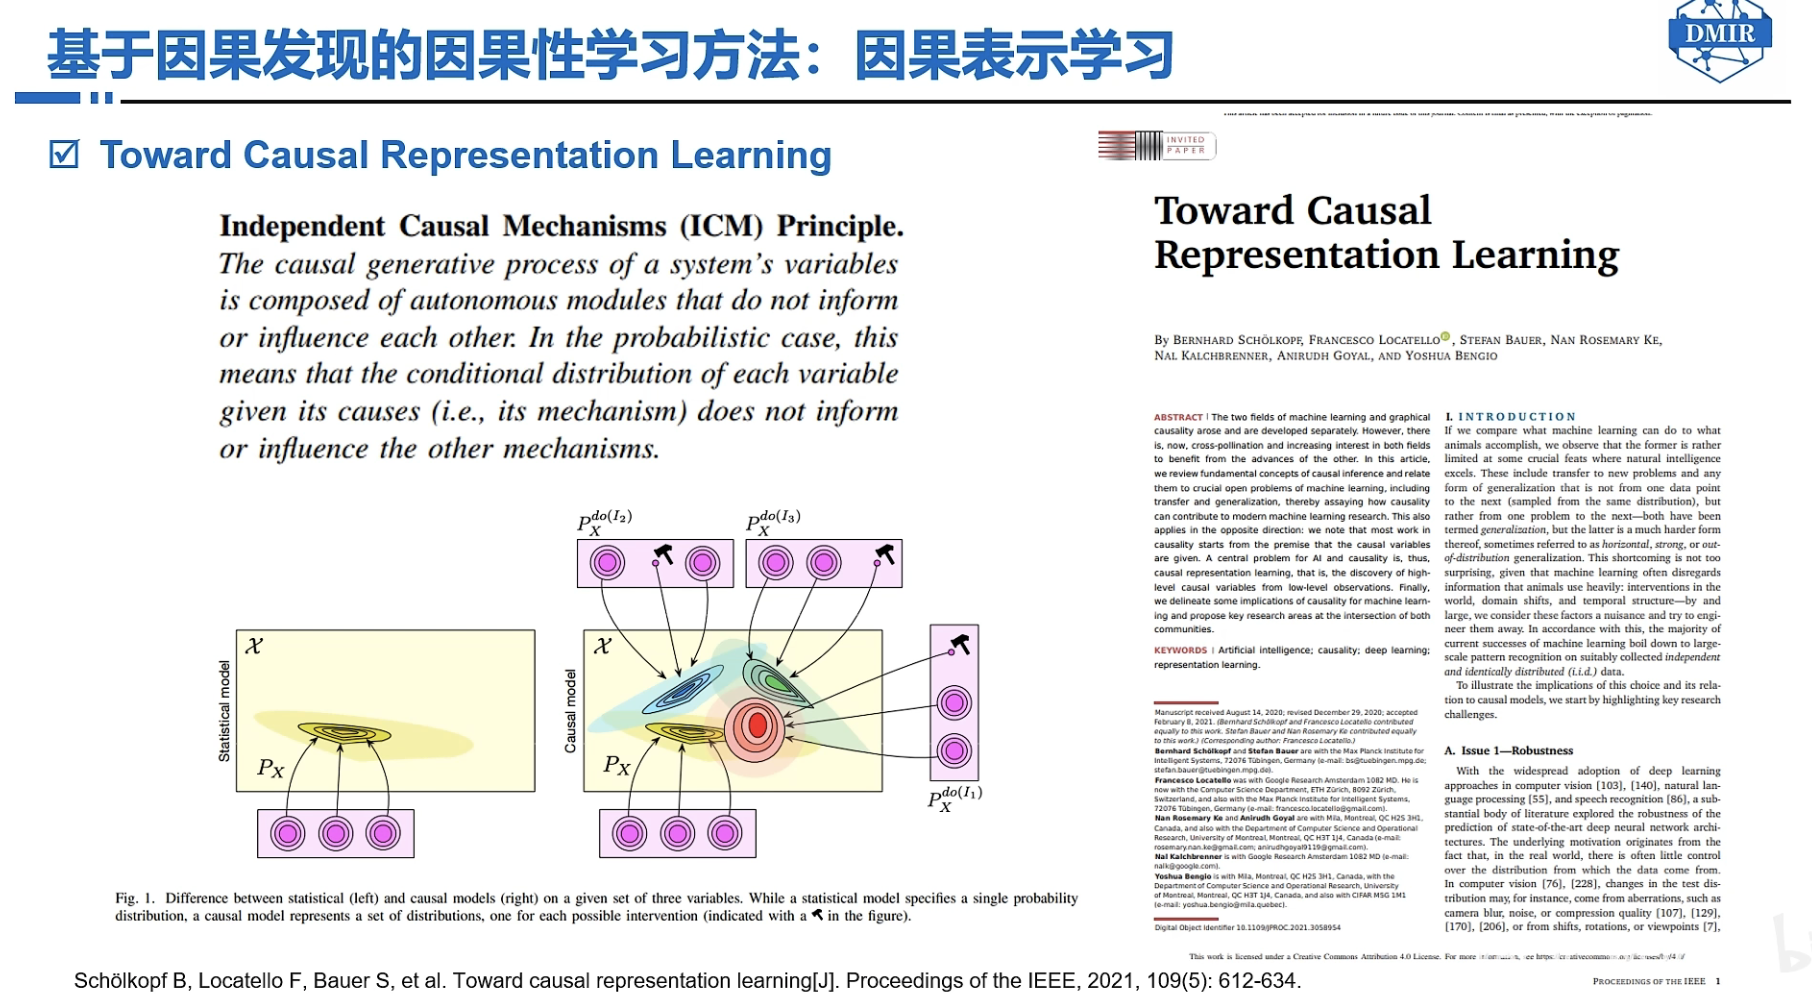 基于因果发现的因果性学习方法：因果表示学习
DMIR
Toward Causal Representation Learning
Independent Causal Mechanisms (ICM) Principle.
The causal generative process of a system's variables
is composed of autonomous modules that do not inform
or influence each other. In the probabilistic case, this
means that the conditional distribution of each variable
given its causes (i.e., its mechanism) does not inform
or influence the other mechanisms.
P_X^{do(I_2)}
P_X^{do(I_3)}
Statistical model
𝒳
P_X
Causal model
𝒳
P_X
P_X^{do(I_1)}
Fig. 1. Difference between statistical (left) and causal models (right) on a given set of three variables. While a statistical model specifies a single probability
distribution, a causal model represents a set of distributions, one for each possible intervention (indicated with a in the figure).
INVITED
PAPER
Toward Causal
Representation Learning
By BERNHARD SCHÖLKOPF, FRANCESCO LOCATELLO, STEFAN BAUER, NAN ROSEMARY KE,
NAL KALCHBRENNER, ANIRUDH GOYAL, AND YOSHUA BENGIO
ABSTRACT | The two fields of machine learning and graphical
causality arose and are developed separately. However, there
is, now, cross-pollination and increasing interest in both fields
to benefit from the advances of the other. In this article,
we review fundamental concepts of causal inference and relate
them to crucial open problems of machine learning, including
transfer and generalization, thereby assaying how causality
can contribute to modern machine learning research. This also
applies in the opposite direction: we note that most work in
causality starts from the premise that the causal variables
are given. A central problem for AI and causality is, thus,
causal representation learning, that is, the discovery of high-
level causal variables from low-level observations. Finally,
we delineate some implications of causality for machine learn-
ing and propose key research areas at the intersection of both
communities.
KEYWORDS | Artificial intelligence; causality; deep learning;
representation learning.
Manuscript received August 14, 2020; revised December 29, 2020; accepted
February 8, 2021. (Bernhard Schölkopf and Francesco Locatello contributed
equally to this work. Stefan Bauer and Nan Rosemary Ke contributed equally
to this work.) (Corresponding author: Francesco Locatello.)
Bernhard Schölkopf and Stefan Bauer are with the Max Planck Institute for
Intelligent Systems, 72076 Tübingen, Germany (e-mail: bs@tuebingen.mpg.de;
stefan.bauer@tuebingen.mpg.de).
Francesco Locatello was with Google Research Amsterdam 1082 MD. He is
now with the Computer Science Department, ETH Zürich, 8092 Zürich,
Switzerland, and also with the Max Planck Institute for Intelligent Systems,
72076 Tübingen, Germany (e-mail: francesco.locatello@gmail.com).
Nan Rosemary Ke and Anirudh Goyal are with Mila, Montreal, QC H2S 3H1,
Canada, and also with the Department of Computer Science and Operational
Research, University of Montreal, Montreal, QC H3T 1J4, Canada (e-mail:
rosemary.nan.ke@gmail.com; anirudhgoyal9119@gmail.com).
Nal Kalchbrenner is with Google Research Amsterdam 1082 MD (e-mail:
nalk@google.com).
Yoshua Bengio is with Mila, Montreal, QC H2S 3H1, Canada, with the
Department of Computer Science and Operational Research, University
of Montreal, Montreal, QC H3T 1J4, Canada, and also with CIFAR M5G 1M1
(e-mail: yoshua.bengio@mila.quebec).
Digital Object Identifier 10.1109/JPROC.2021.3058954
I. INTRODUCTION
If we compare what machine learning can do to what
animals accomplish, we observe that the former is rather
limited at some crucial feats where natural intelligence
excels. These include transfer to new problems and any
form of generalization that is not from one data point
to the next (sampled from the same distribution), but
rather from one problem to the next—both have been
termed generalization, but the latter is a much harder form
thereof, sometimes referred to as horizontal, strong, or out-
of-distribution generalization. This shortcoming is not too
surprising, given that machine learning often disregards
information that animals use heavily: interventions in the
world, domain shifts, and temporal structure—by and
large, we consider these factors a nuisance and try to engi-
neer them away. In accordance with this, the majority of
current successes of machine learning boil down to large-
scale pattern recognition on suitably collected independent
and identically distributed (i.i.d.) data.
To illustrate the implications of this choice and its rela-
tion to causal models, we start by highlighting key research
challenges.
A. Issue 1—Robustness
With the widespread adoption of deep learning
approaches in computer vision [103], [140], natural lan-
guage processing [55], and speech recognition [86], a sub-
stantial body of literature explored the robustness of the
prediction of state-of-the-art deep neural network archi-
tectures. The underlying motivation originates from the
fact that, in the real world, there is often little control
over the distribution from which the data come from.
In computer vision [76], [228], changes in the test dis-
tribution may, for instance, come from aberrations, such as
camera blur, noise, or compression quality [107], [129],
[170], [206], or from shifts, rotations, or viewpoints [7],
This work is licensed under a Creative Commons Attribution 4.0 License. For more
PROCEEDINGS OF THE IEEE 1
Schölkopf B, Locatello F, Bauer S, et al. Toward causal representation learning[J]. Proceedings of the IEEE, 2021, 109(5): 612-634.